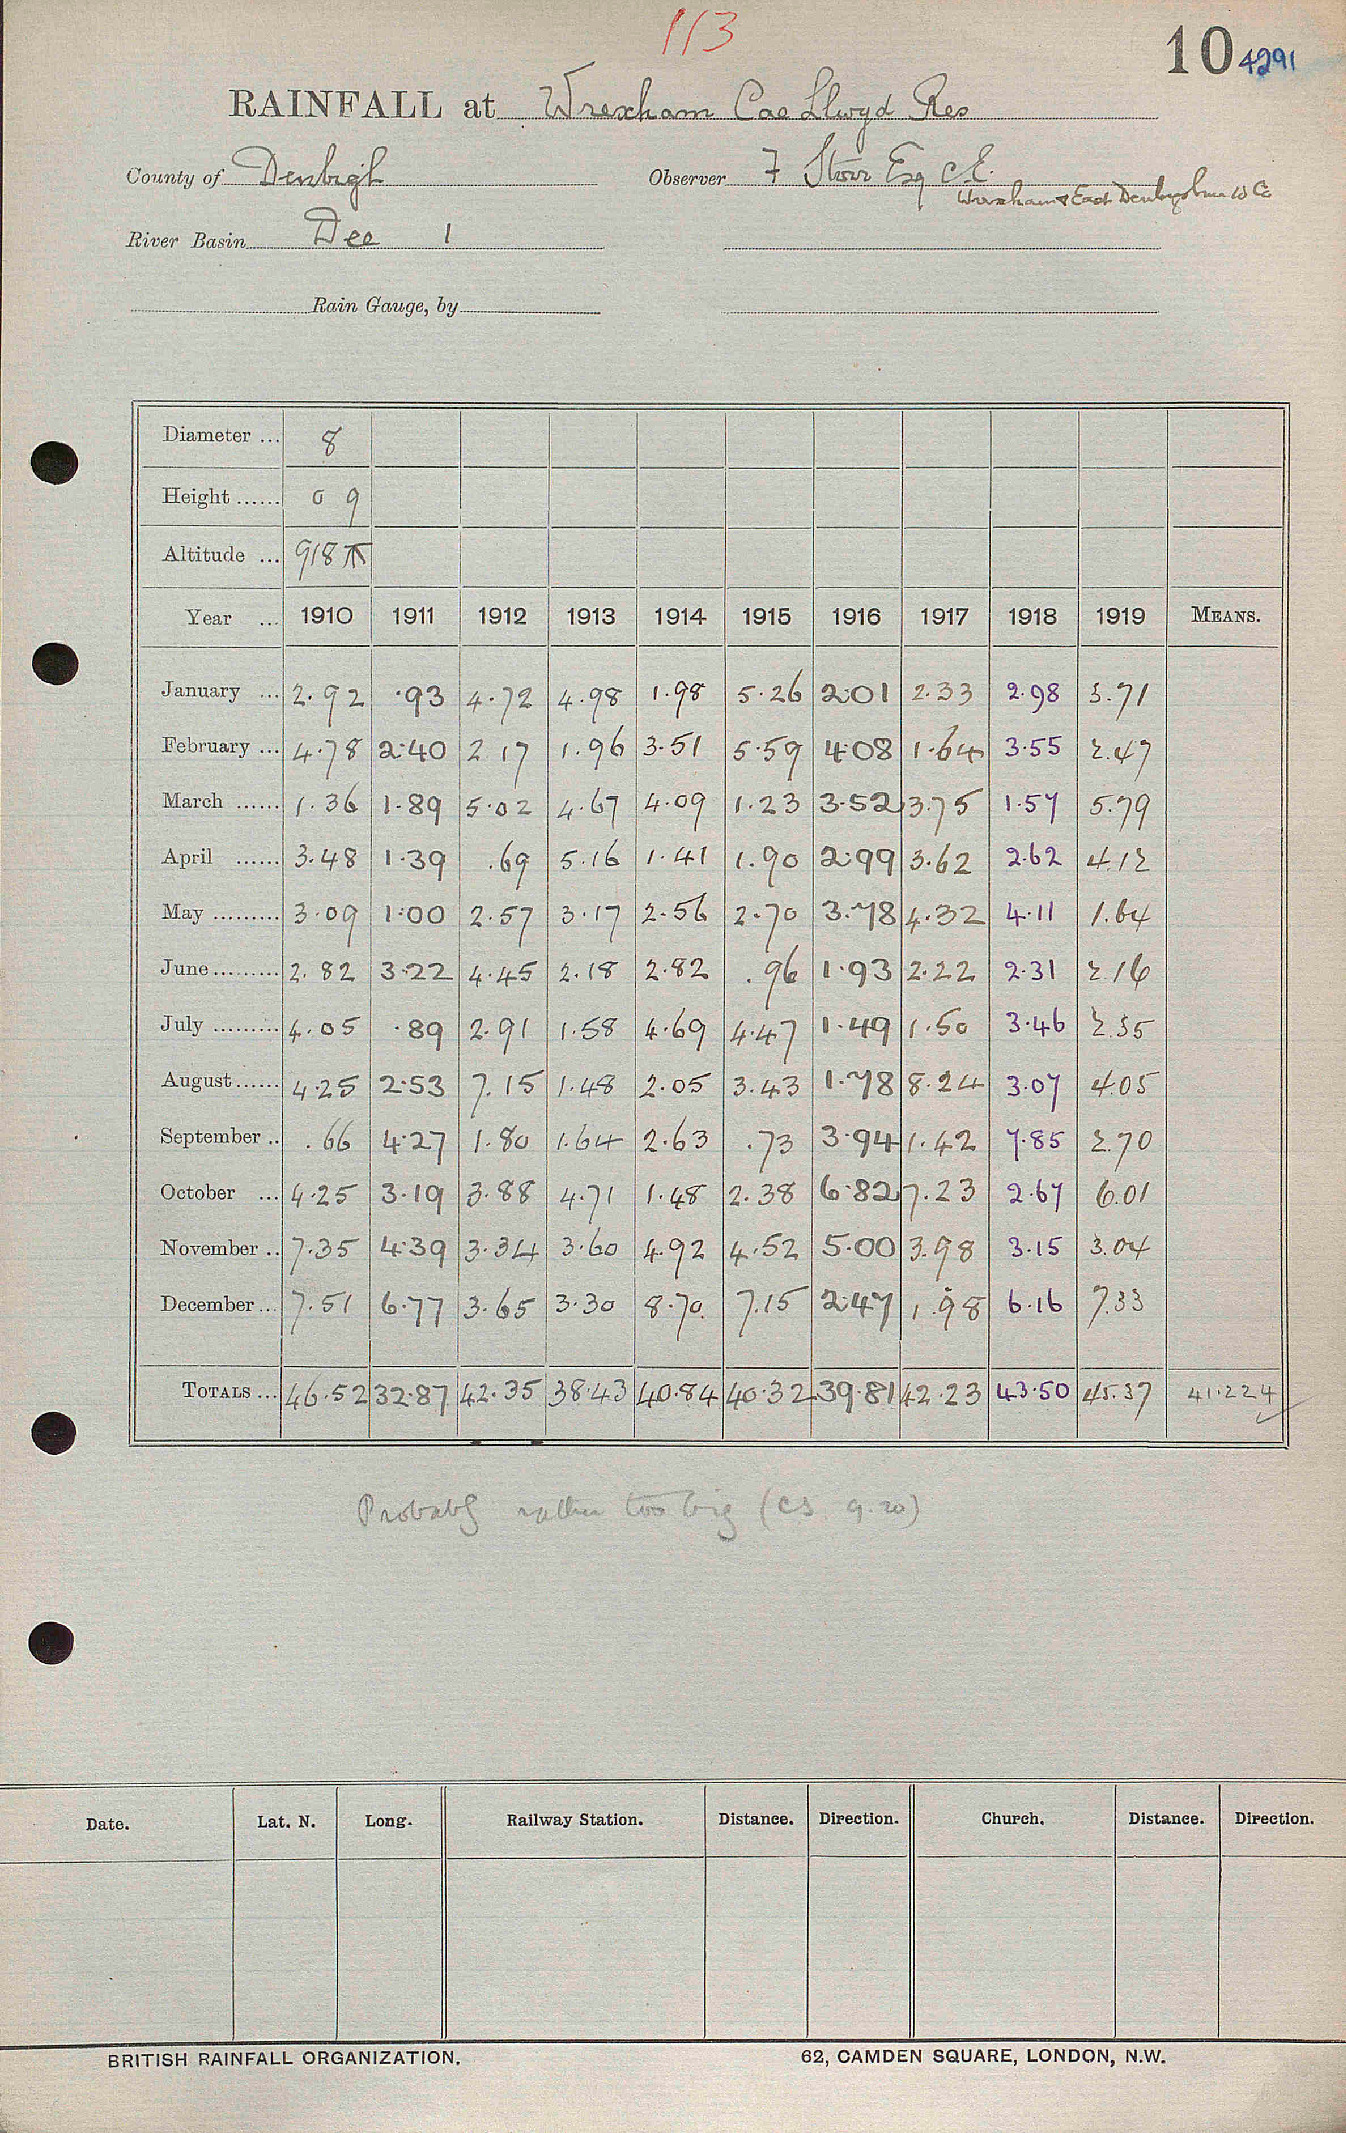 113
10 4291
RAINFALL at Wrexham Cae Llwyd Res
County of Denbigh Observer F Storr Esq C.E.
Wrexham & East Denbighshire W Co
River Basin Dee 1
Rain Gauge, by
Diameter ... 8
Height ...... 0 9
Altitude ... 918
Year ... 1910 1911 1912 1913 1914 1915 1916 1917 1918 1919 MEANS.
January ... 2.92 .93 4.72 4.98 1.98 5.26 2.01 2.33 2.98 3.71
February ... 4.78 2.40 2.17 1.96 3.51 5.59 4.08 1.64 3.55 2.47
March ...... 1.36 1.89 5.02 4.67 4.09 1.23 3.52 3.75 1.57 5.79
April ...... 3.48 1.39 .69 5.16 1.41 1.90 2.99 3.62 2.62 4.12
May ......... 3.09 1.00 2.57 3.17 2.56 2.70 3.78 4.32 4.11 1.64
June ......... 2.82 3.22 4.45 2.18 2.82 .96 1.93 2.22 2.31 2.16
July ......... 4.05 .89 2.91 1.58 4.69 4.47 1.49 1.50 3.46 2.35
August ...... 4.25 2.53 7.15 1.48 2.05 3.43 1.78 8.24 3.07 4.05
September .. .66 4.27 1.80 1.64 2.63 .73 3.94 1.42 7.85 2.70
October ... 4.25 3.19 3.88 4.71 1.48 2.38 6.82 7.23 2.67 6.01
November .. 7.35 4.39 3.34 3.60 4.92 4.52 5.00 3.98 3.15 3.04
December ... 7.51 6.77 3.65 3.30 8.70 7.15 2.47 1.98 6.16 7.33
TOTALS ... 46.52 32.87 42.35 38.43 40.84 40.32 39.81 42.23 43.50 45.37 41.224
Probably rather too big (CS 9.20)
Date. Lat. N. Long. Railway Station. Distance. Direction. Church. Distance. Direction.
BRITISH RAINFALL ORGANIZATION. 62, CAMDEN SQUARE, LONDON, N.W.